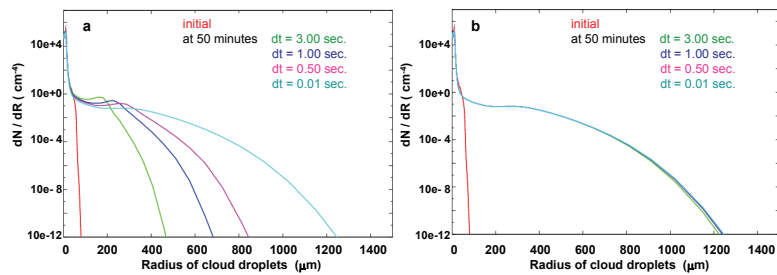 a
initial
at 50 minutes
dt = 3.00 sec.
dt = 1.00 sec.
dt = 0.50 sec.
dt = 0.01 sec.
10e+4
10e+0
10e- 4
10e-8
10e-12
dN / dR ( cm⁻⁴)
0 200 400 600 800 1000 1200 1400
Radius of cloud droplets (μm)
b
initial
at 50 minutes
dt = 3.00 sec.
dt = 1.00 sec.
dt = 0.50 sec.
dt = 0.01 sec.
10e+4
10e+0
10e- 4
10e-8
10e-12
dN / dR ( cm⁻⁴)
0 200 400 600 800 1000 1200 1400
Radius of cloud droplets (μm)